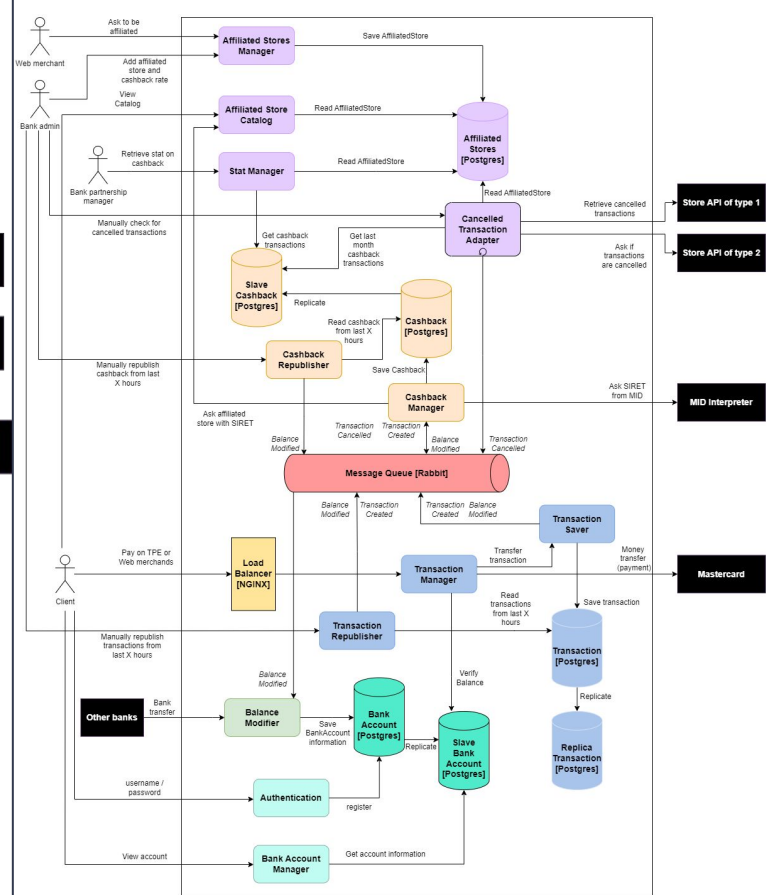 Ask to be
affiliated
Web merchant
Affiliated Stores
Manager
Save AffiliatedStore
Add affiliated
store and
cashback rate
View
Catalog
Bank admin
Affiliated Store
Catalog
Read AffiliatedStore
Affiliated
Stores
[Postgres]
Retrieve stat on
cashback
Bank partnership
manager
Stat Manager
Read AffiliatedStore
Read AffiliatedStore
Manually check for
cancelled transactions
Cancelled
Transaction
Adapter
Retrieve cancelled
transactions
Store API of type 1
Ask if
transactions
are cancelled
Store API of type 2
Get cashback
transactions
Get last
month
cashback
transactions
Slave
Cashback
[Postgres]
Replicate
Cashback
[Postgres]
Read cashback
from last X
hours
Cashback
Republisher
Manually republish
cashback from last
X hours
Save Cashback
Cashback
Manager
Ask SIRET
from MID
MID Interpreter
Ask affiliated
store with SIRET
Balance
Modified
Transaction
Cancelled
Transaction
Created
Balance
Modified
Transaction
Cancelled
Message Queue [Rabbit]
Balance
Modified
Transaction
Created
Transaction
Created
Balance
Modified
Transaction
Saver
Client
Pay on TPE or
Web merchands
Load
Balancer
[NGINX]
Transaction
Manager
Transfer
transaction
Money
transfer
(payment)
Mastercard
Save transaction
Manually republish
transactions from
last X hours
Transaction
Republisher
Read
transactions
from last X
hours
Transaction
[Postgres]
Replicate
Replica
Transaction
[Postgres]
Verify
Balance
Balance
Modified
Other banks
Bank
transfer
Balance
Modifier
Save
BankAccount
information
Bank
Account
[Postgres]
Replicate
Slave
Bank
Account
[Postgres]
username /
password
Authentication
register
View account
Bank Account
Manager
Get account information